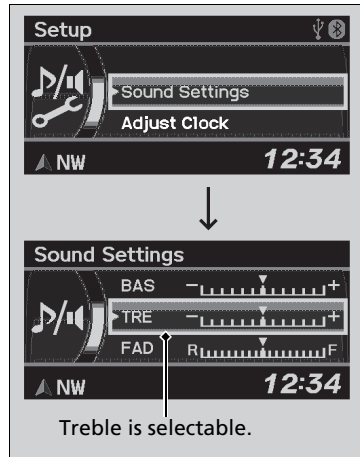 Setup
Sound Settings
Adjust Clock
NW
12:34
Sound Settings
BAS − +
TRE − +
FAD R F
NW
12:34
Treble is selectable.